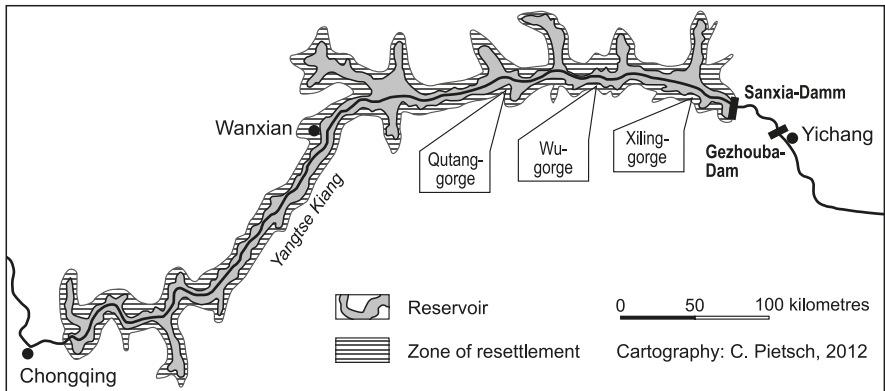 Sanxia-Damm
Wanxian
Yichang
Qutang-
gorge
Wu-
gorge
Xiling-
gorge
Gezhouba-
Dam
Yangtse Kiang
Reservoir
0 50 100 kilometres
Zone of resettlement
Cartography: C. Pietsch, 2012
Chongqing